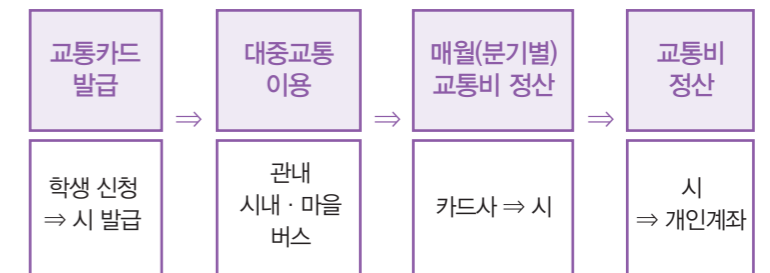 교통카드
발급
⇒
대중교통
이용
⇒
매월(분기별)
교통비 정산
⇒
교통비
정산
학생 신청
⇒ 시 발급
관내
시내 · 마을
버스
카드사 ⇒ 시
시
⇒ 개인계좌